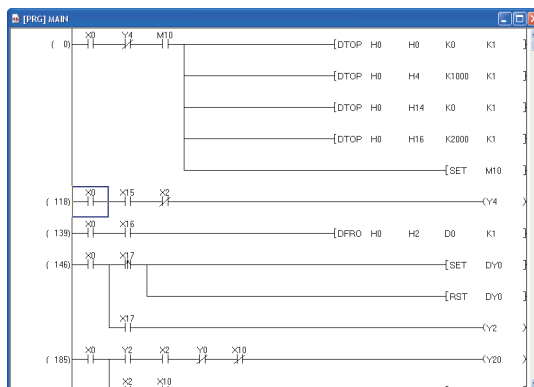 [PRG] MAIN
X0 Y4 M10
( 0) [DTOP H0 H0 K0 K1 ]
[DTOP H0 H4 K1000 K1 ]
[DTOP H0 H14 K0 K1 ]
[DTOP H0 H16 K2000 K1 ]
[SET M10 ]
X0 X15 X2
( 118) (Y4 )
X0 X16
( 139) [DFRO H0 H2 D0 K1 ]
X0 X17
( 146) [SET DY0 ]
[RST DY0 ]
X17
(Y2 )
X0 Y2 X2 Y0 X10
( 185) (Y20 )
X2 X10